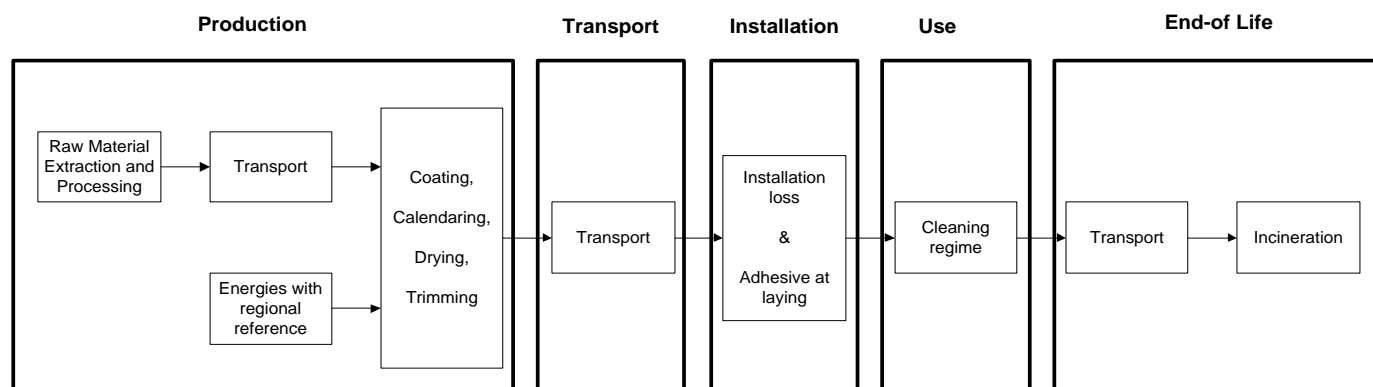 Production
Transport
Installation
Use
End-of Life
Raw Material
Extraction and
Processing
Transport
Energies with
regional
reference
Coating,
Calendaring,
Drying,
Trimming
Transport
Installation
loss
&
Adhesive at
laying
Cleaning
regime
Transport
Incineration